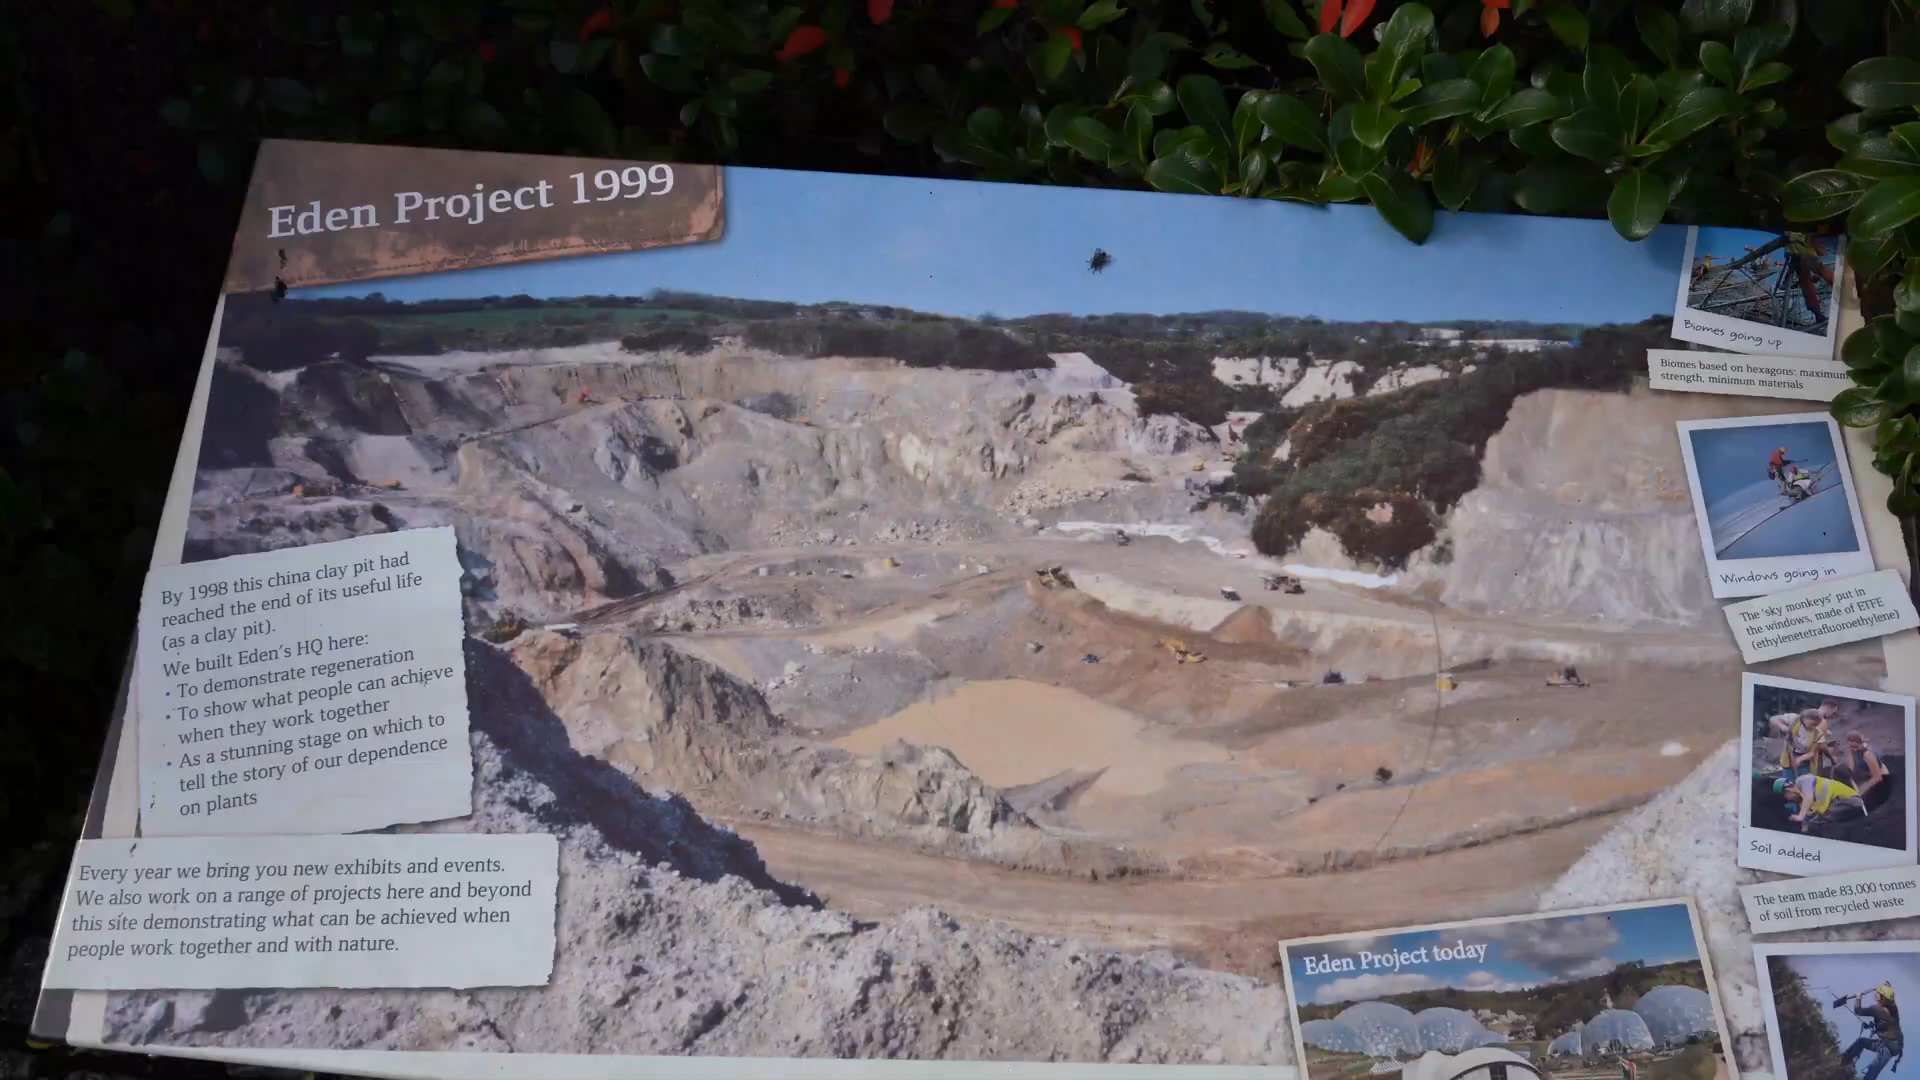 Eden Project 1999
By 1998 this china clay pit had
reached the end of its useful life
(as a clay pit).
We built Eden's HQ here:
• To demonstrate regeneration
• To show what people can achieve
when they work together
• As a stunning stage on which to
tell the story of our dependence
on plants
Every year we bring you new exhibits and events.
We also work on a range of projects here and beyond
this site demonstrating what can be achieved when
people work together and with nature.
Biomes going up
Biomes based on hexagons: maximum
strength, minimum materials
Windows going in
The 'sky monkeys' put in
the windows, made of ETFE
(ethylenetetrafluoroethylene)
Soil added
The team made 83,000 tonnes
of soil from recycled waste
Eden Project today